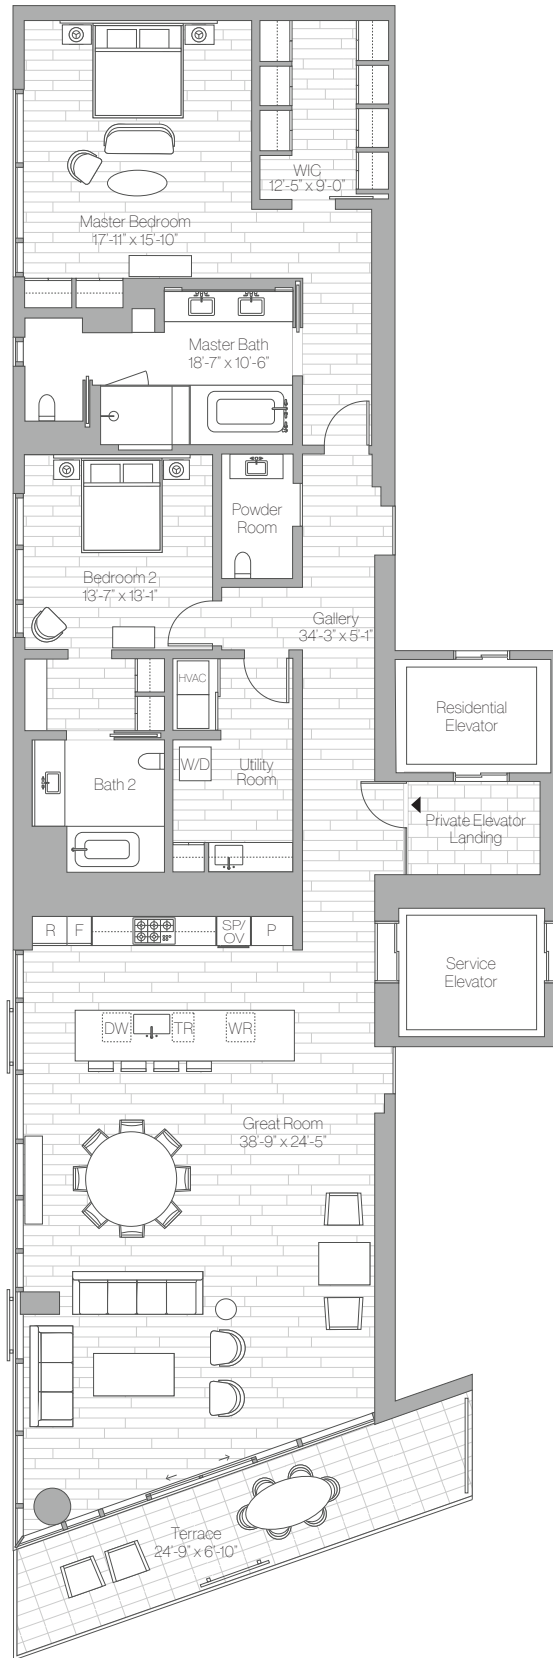 WIC
12'-5" x 9'-0"
Master Bedroom
17'-11" x 15'-10"
Master Bath
18'-7" x 10'-6"
Powder
Room
Bedroom 2
13'-7" x 13'-1"
Gallery
34'-3" x 5'-1"
HVAC
Residential
Elevator
W/D
Utility
Room
Bath 2
Private Elevator
Landing
R
F
SP/
OV
P
Service
Elevator
DW
TR
WR
Great Room
38'-9" x 24'-5"
Terrace
24'-9" x 6'-10"